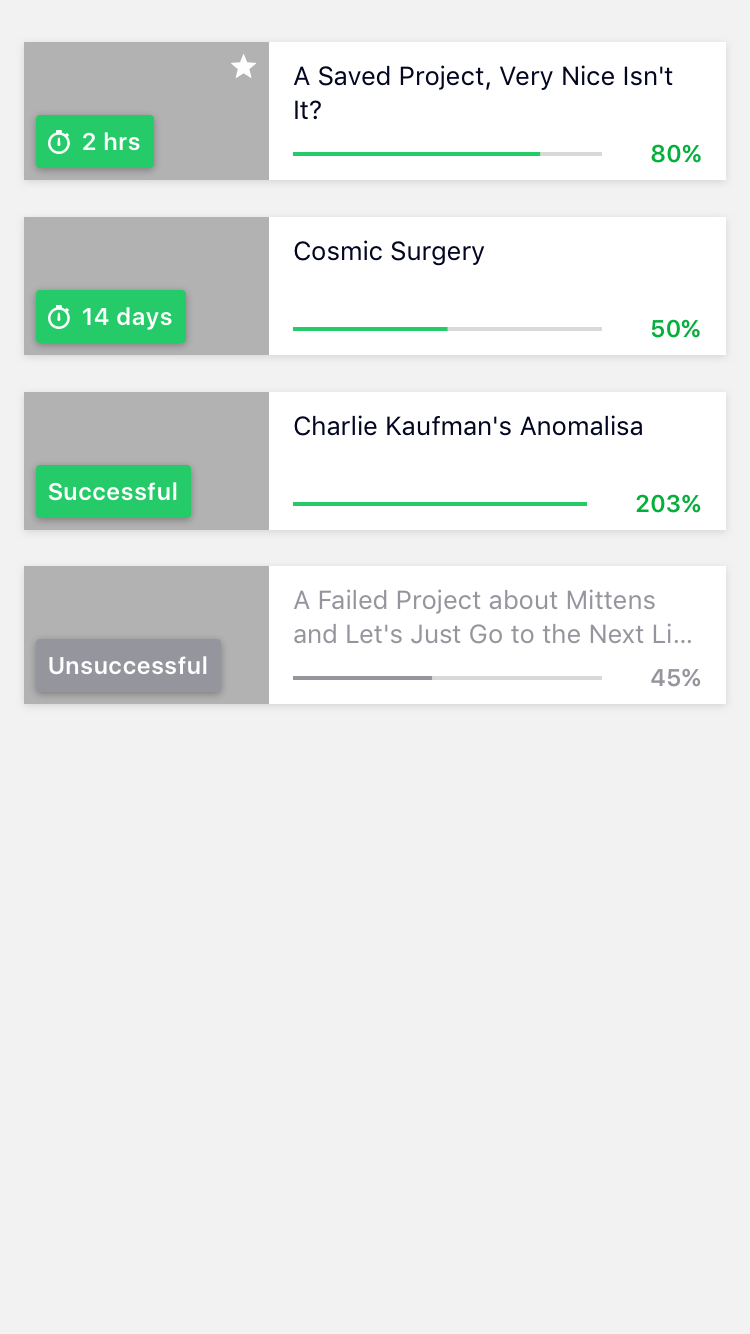 A Saved Project, Very Nice Isn't
It?
2 hrs
80%
Cosmic Surgery
14 days
50%
Charlie Kaufman's Anomalisa
Successful
203%
A Failed Project about Mittens
and Let's Just Go to the Next Li...
Unsuccessful
45%